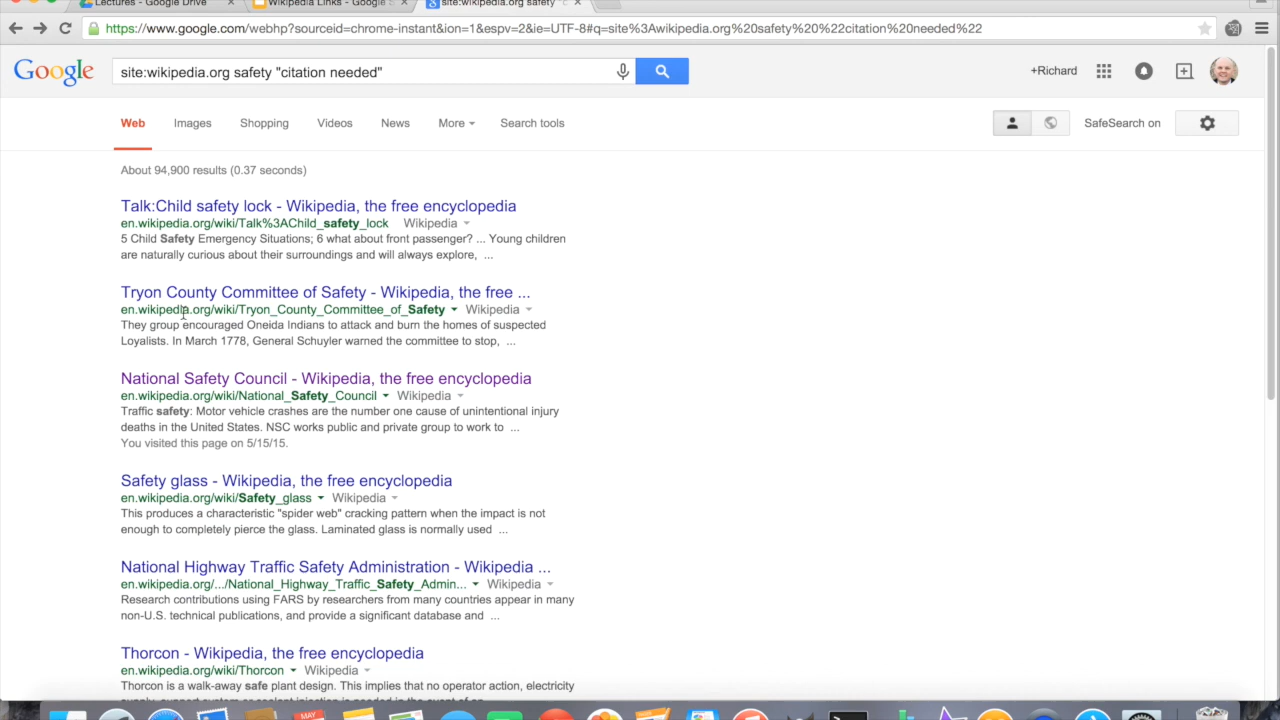 Lectures - Google Drive
Wikipedia Links - Google S
site:wikipedia.org safety "c
https://www.google.com/webhp?sourceid=chrome-instant&ion=1&espv=2&ie=UTF-8#q=site%3Awikipedia.org%20safety%20%22citation%20needed%22
Google
site:wikipedia.org safety "citation needed"
+Richard
Web Images Shopping Videos News More Search tools
SafeSearch on
About 94,900 results (0.37 seconds)
Talk:Child safety lock - Wikipedia, the free encyclopedia
en.wikipedia.org/wiki/Talk%3AChild_safety_lock Wikipedia
5 Child Safety Emergency Situations; 6 what about front passenger? ... Young children
are naturally curious about their surroundings and will always explore, ...
Tryon County Committee of Safety - Wikipedia, the free ...
en.wikipedia.org/wiki/Tryon_County_Committee_of_Safety Wikipedia
They group encouraged Oneida Indians to attack and burn the homes of suspected
Loyalists. In March 1778, General Schuyler warned the committee to stop, ...
National Safety Council - Wikipedia, the free encyclopedia
en.wikipedia.org/wiki/National_Safety_Council Wikipedia
Traffic safety: Motor vehicle crashes are the number one cause of unintentional injury
deaths in the United States. NSC works public and private group to work to ...
You visited this page on 5/15/15.
Safety glass - Wikipedia, the free encyclopedia
en.wikipedia.org/wiki/Safety_glass Wikipedia
This produces a characteristic "spider web" cracking pattern when the impact is not
enough to completely pierce the glass. Laminated glass is normally used ...
National Highway Traffic Safety Administration - Wikipedia ...
en.wikipedia.org/.../National_Highway_Traffic_Safety_Admin... Wikipedia
Research contributions using FARS by researchers from many countries appear in many
non-U.S. technical publications, and provide a significant database and ...
Thorcon - Wikipedia, the free encyclopedia
en.wikipedia.org/wiki/Thorcon Wikipedia
Thorcon is a walk-away safe plant design. This implies that no operator action, electricity
MAY